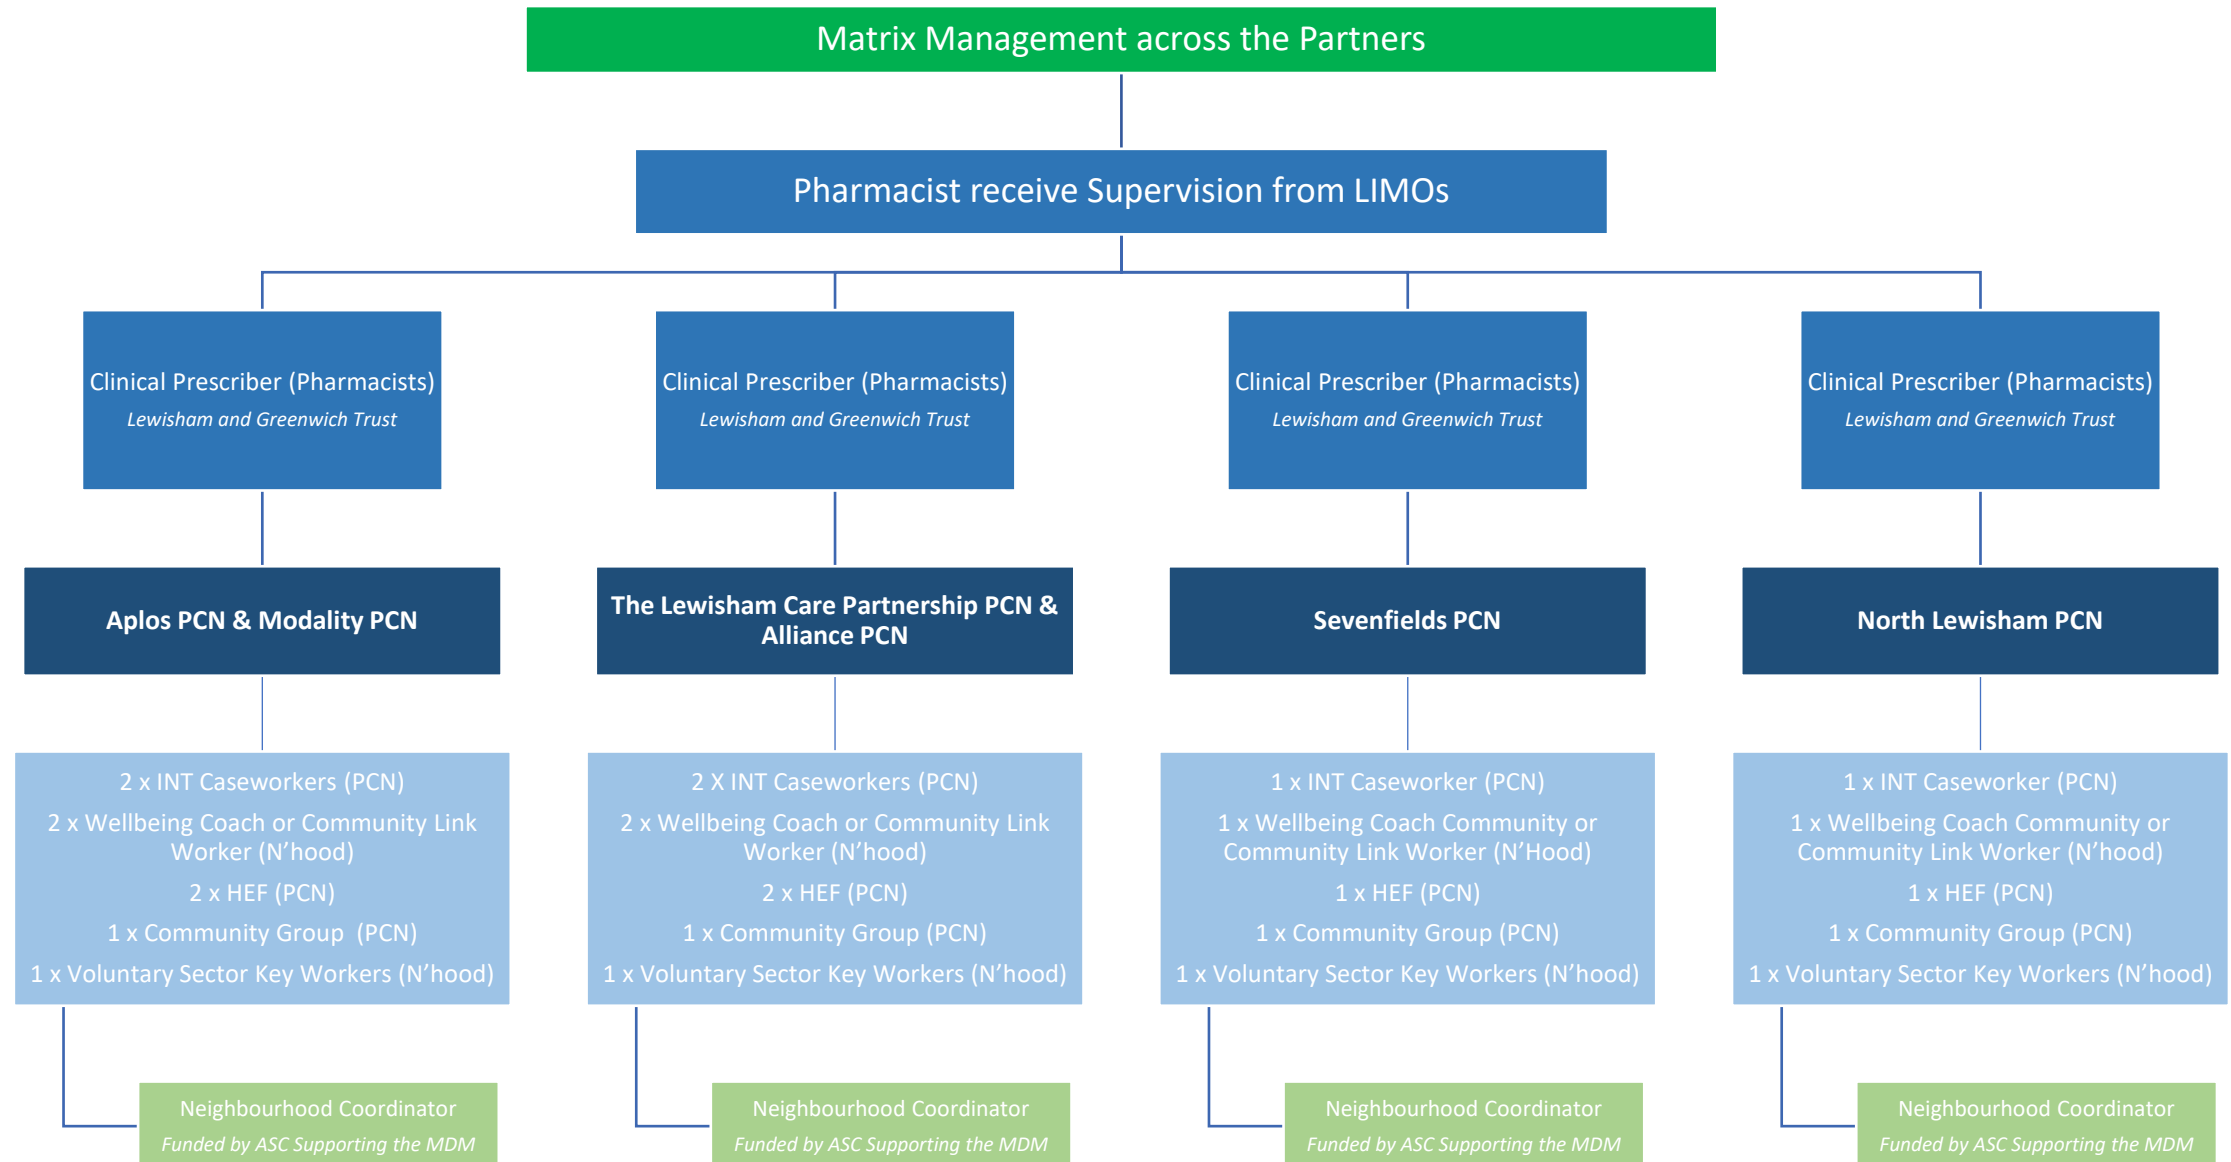 Matrix Management across the Partners
Pharmacist receive Supervision from LIMOs
Clinical Prescriber (Pharmacists)
Lewisham and Greenwich Trust
Clinical Prescriber (Pharmacists)
Lewisham and Greenwich Trust
Clinical Prescriber (Pharmacists)
Lewisham and Greenwich Trust
Clinical Prescriber (Pharmacists)
Lewisham and Greenwich Trust
Aplos PCN & Modality PCN
The Lewisham Care Partnership PCN &
Alliance PCN
Sevenfields PCN
North Lewisham PCN
2 x INT Caseworkers (PCN)
2 x Wellbeing Coach or Community Link
Worker (N’hood)
2 x HEF (PCN)
1 x Community Group  (PCN)
1 x Voluntary Sector Key Workers (N’hood)
2 X INT Caseworkers (PCN)
2 x Wellbeing Coach or Community Link
Worker (N’hood)
2 x HEF (PCN)
1 x Community Group (PCN)
1 x Voluntary Sector Key Workers (N’hood)
1 x INT Caseworker (PCN)
1 x Wellbeing Coach Community or
Community Link Worker (N’Hood)
1 x HEF (PCN)
1 x Community Group (PCN)
1 x Voluntary Sector Key Workers (N’hood)
1 x INT Caseworker (PCN)
1 x Wellbeing Coach Community or
Community Link Worker (N’hood)
1 x HEF (PCN)
1 x Community Group (PCN)
1 x Voluntary Sector Key Workers (N’hood)
Neighbourhood Coordinator
Funded by ASC Supporting the MDM
Neighbourhood Coordinator
Funded by ASC Supporting the MDM
Neighbourhood Coordinator
Funded by ASC Supporting the MDM
Neighbourhood Coordinator
Funded by ASC Supporting the MDM